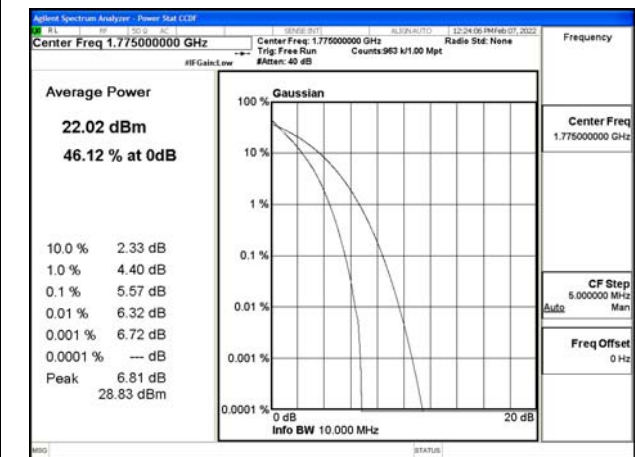 Agilent Spectrum Analyzer - Power Stat CCDF
RL RF 50 Ω AC SENSE:INT ALIGN AUTO 12:24:06 PM Feb 07, 2022
Center Freq 1.775000000 GHz
Center Freq: 1.775000000 GHz
Radio Std: None
Trig: Free Run Counts:963 k/1.00 Mpt
#IFGain:Low #Atten: 40 dB
Frequency
Average Power
22.02 dBm
46.12 % at 0dB
10.0 % 2.33 dB
1.0 % 4.40 dB
0.1 % 5.57 dB
0.01 % 6.32 dB
0.001 % 6.72 dB
0.0001 % --- dB
Peak 6.81 dB
28.83 dBm
Gaussian
100 %
10 %
1 %
0.1 %
0.01 %
0.001 %
0.0001 %
0 dB
20 dB
Info BW 10.000 MHz
Center Freq
1.775000000 GHz
CF Step
5.000000 MHz
Auto Man
Freq Offset
0 Hz
MSG
STATUS